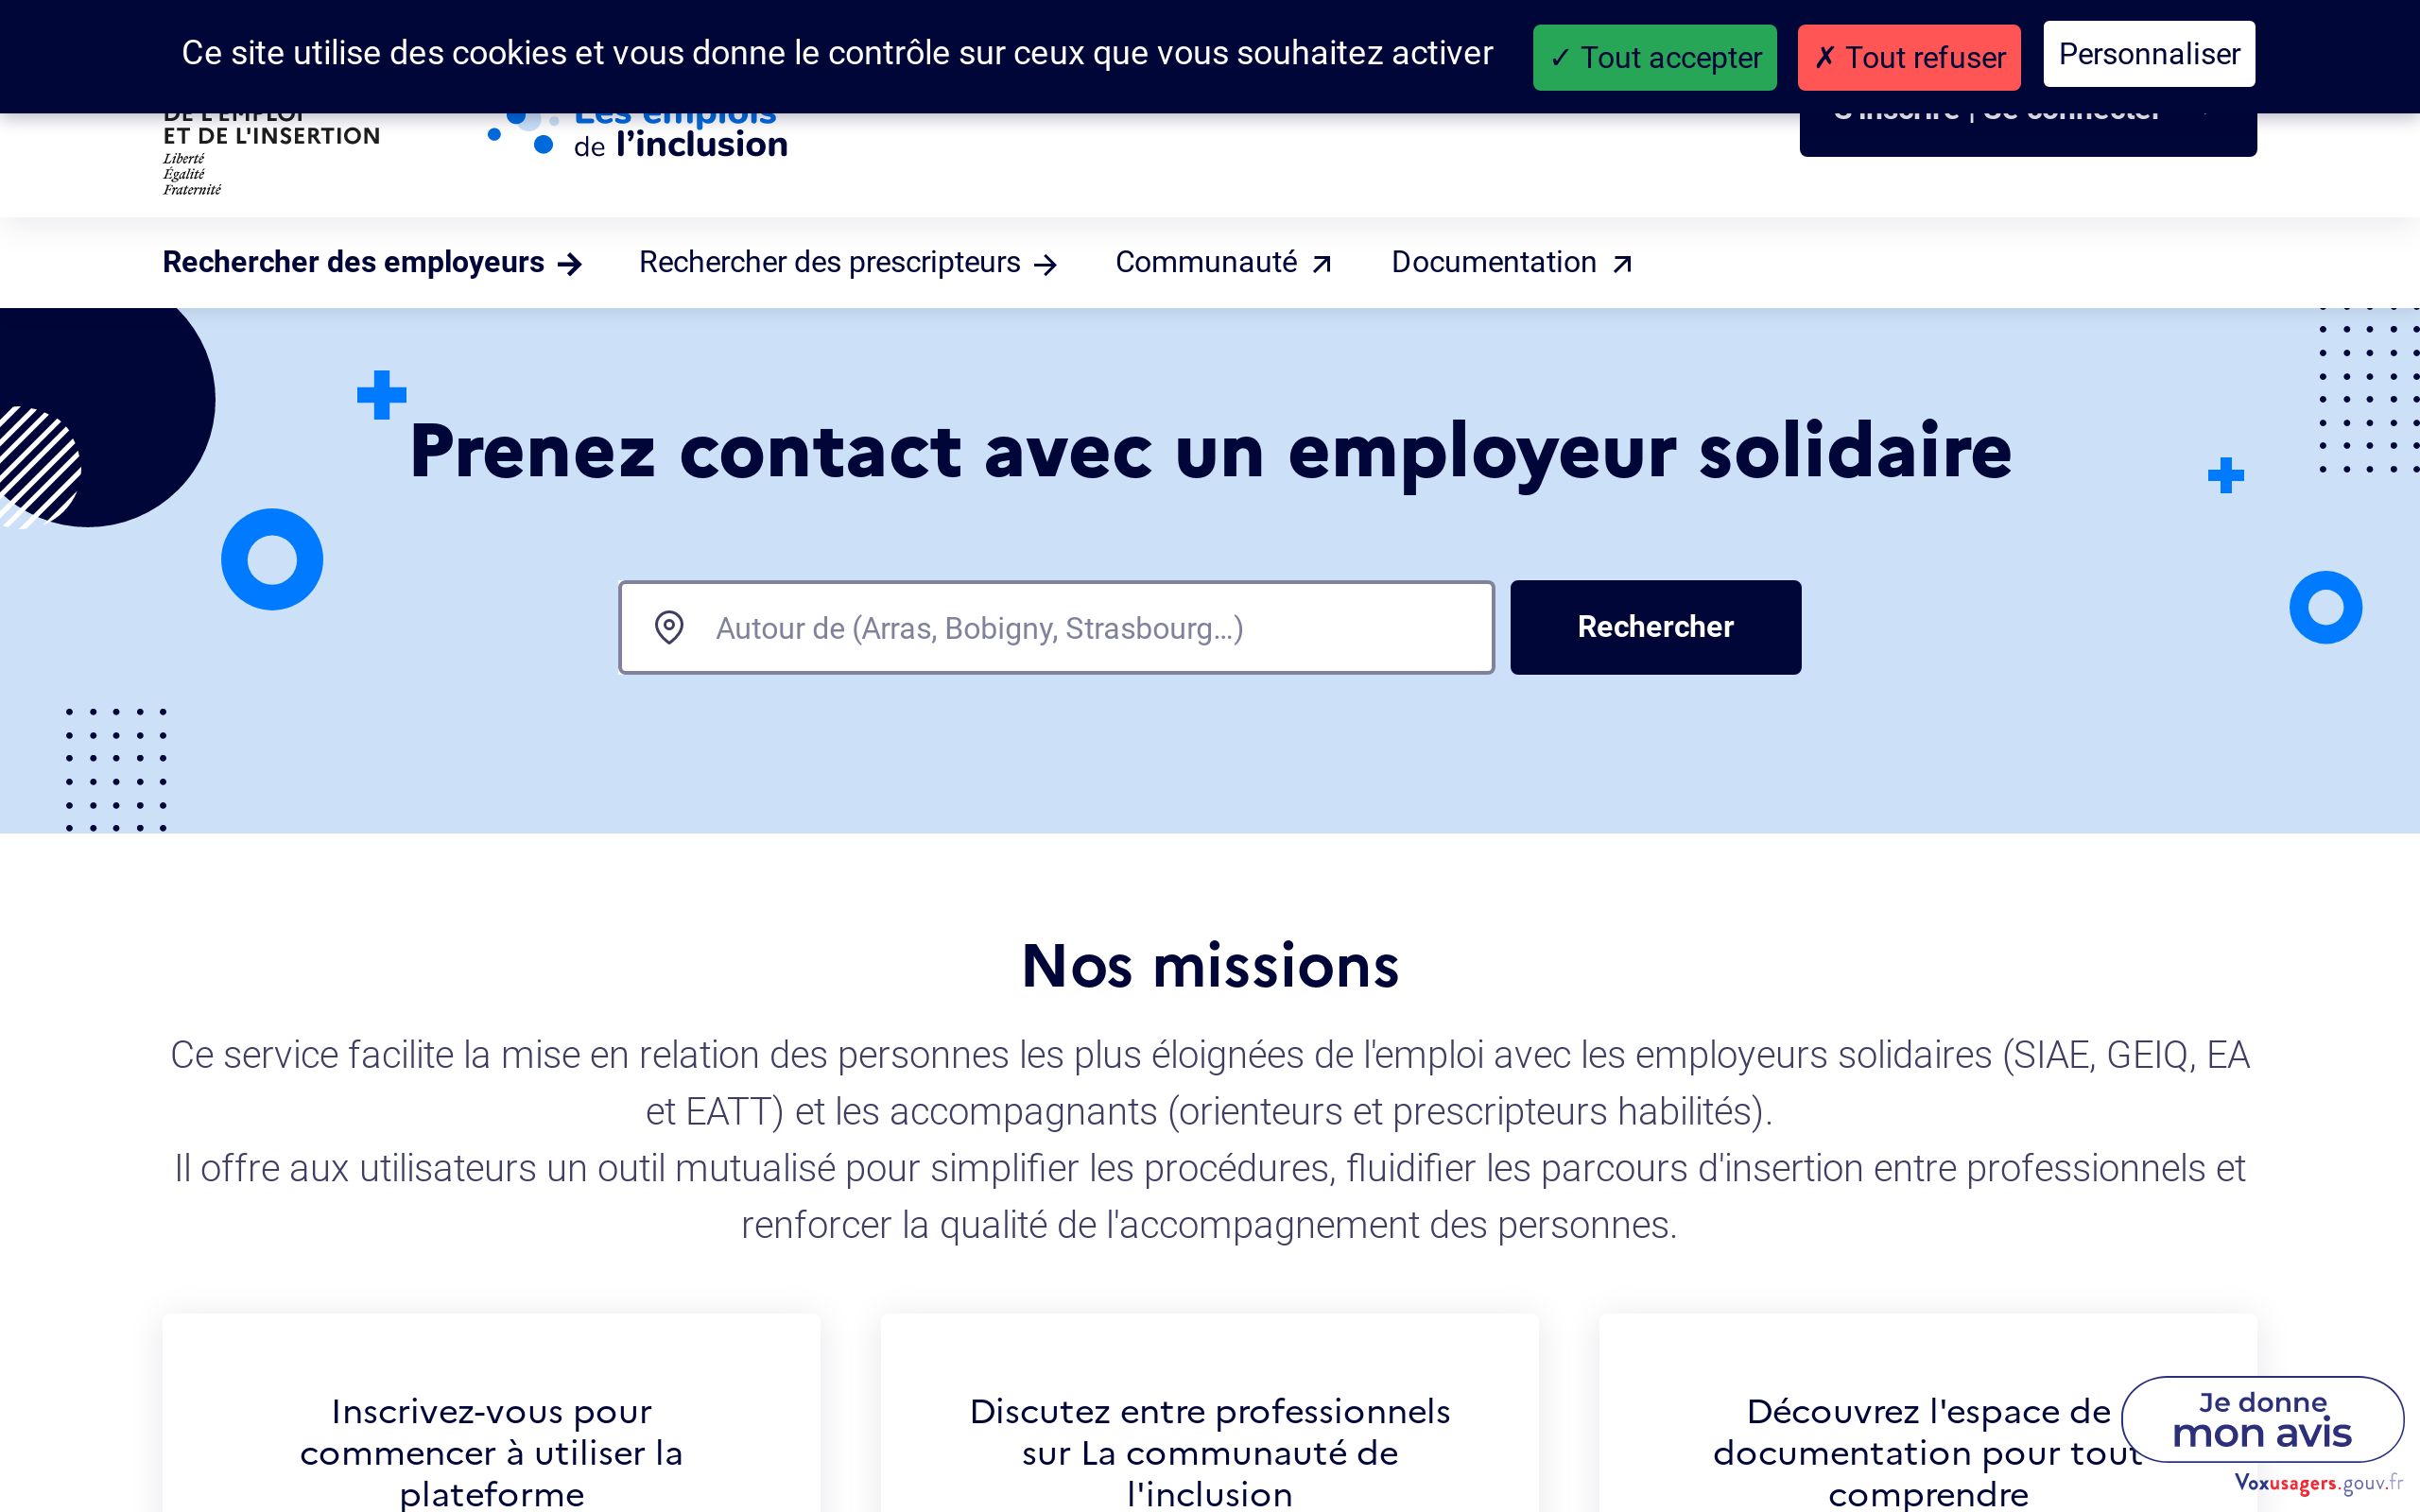 Ce site utilise des cookies et vous donne le contrôle sur ceux que vous souhaitez activer
✓ Tout accepter
✗ Tout refuser
Personnaliser
DE L'EMPLOI
ET DE L'INSERTION
Liberté
Égalité
Fraternité
Les emplois
de l’inclusion
S'inscrire | Se connecter
Rechercher des employeurs →
Rechercher des prescripteurs →
Communauté ↗
Documentation ↗
Prenez contact avec un employeur solidaire
Autour de (Arras, Bobigny, Strasbourg…)
Rechercher
Nos missions
Ce service facilite la mise en relation des personnes les plus éloignées de l'emploi avec les employeurs solidaires (SIAE, GEIQ, EA
et EATT) et les accompagnants (orienteurs et prescripteurs habilités).
Il offre aux utilisateurs un outil mutualisé pour simplifier les procédures, fluidifier les parcours d'insertion entre professionnels et
renforcer la qualité de l'accompagnement des personnes.
Inscrivez-vous pour
commencer à utiliser la
plateforme
Discutez entre professionnels
sur La communauté de
l'inclusion
Découvrez l'espace de
documentation pour tout
comprendre
Je donne
mon avis
Voxusagers.gouv.fr